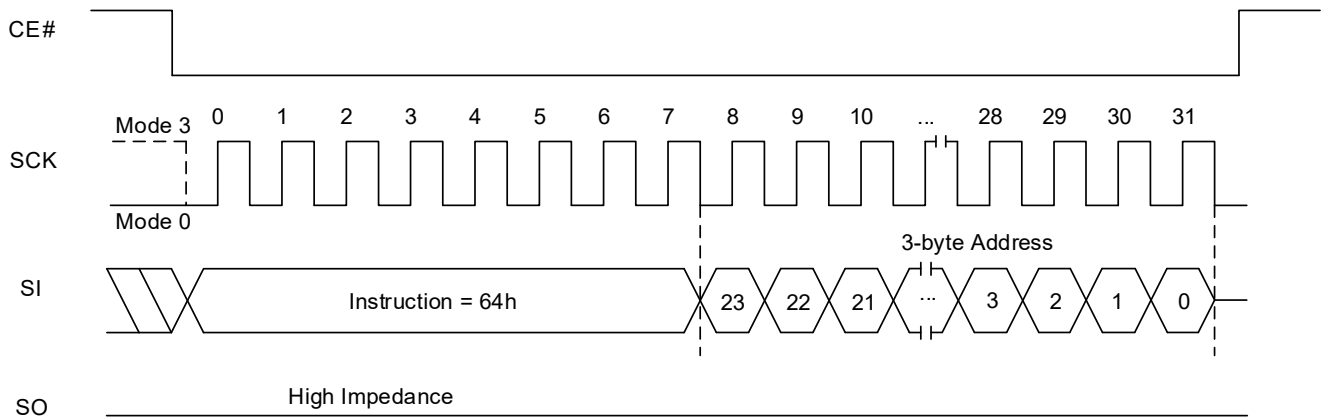 CE#
0 1 2 3 4 5 6 7 8 9 10 ... 28 29 30 31
Mode 3
SCK
Mode 0
3-byte Address
SI
Instruction = 64h
23 22 21 ... 3 2 1 0
High Impedance
SO